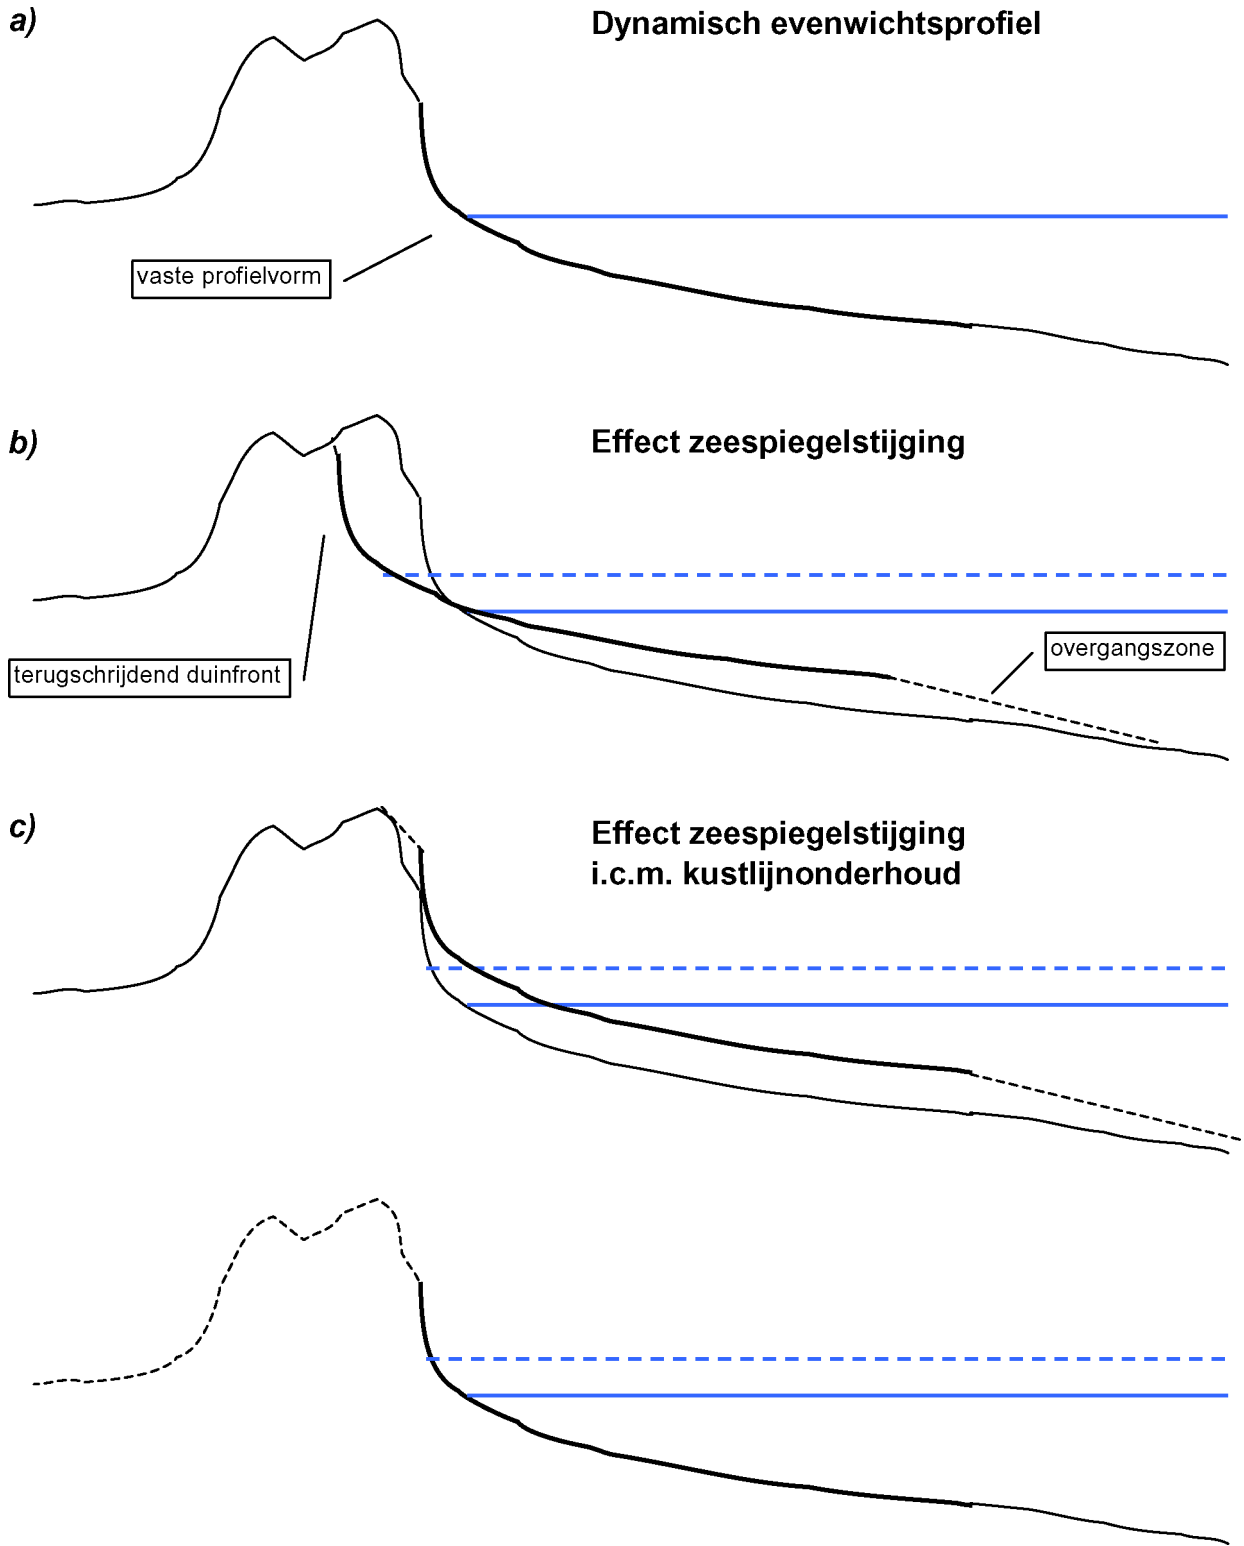 a)
Dynamisch evenwichtsprofiel
vaste profielvorm
b)
Effect zeespiegelstijging
terugschrijdend duinfront
overgangszone
c)
Effect zeespiegelstijging
i.c.m. kustlijnonderhoud